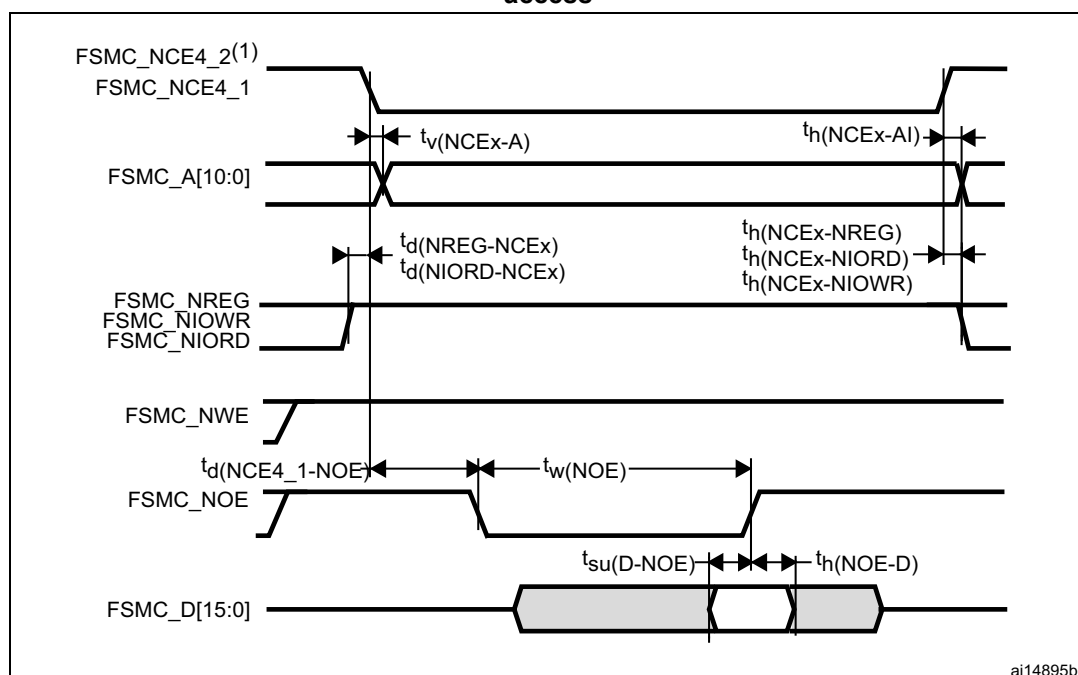 access
FSMC_NCE4_2(1)
FSMC_NCE4_1
tv(NCEx-A)
th(NCEx-AI)
FSMC_A[10:0]
td(NREG-NCEx)
td(NIORD-NCEx)
th(NCEx-NREG)
th(NCEx-NIORD)
th(NCEx-NIOWR)
FSMC_NREG
FSMC_NIOWR
FSMC_NIORD
FSMC_NWE
td(NCE4_1-NOE)
tw(NOE)
FSMC_NOE
tsu(D-NOE)
th(NOE-D)
FSMC_D[15:0]
ai14895b